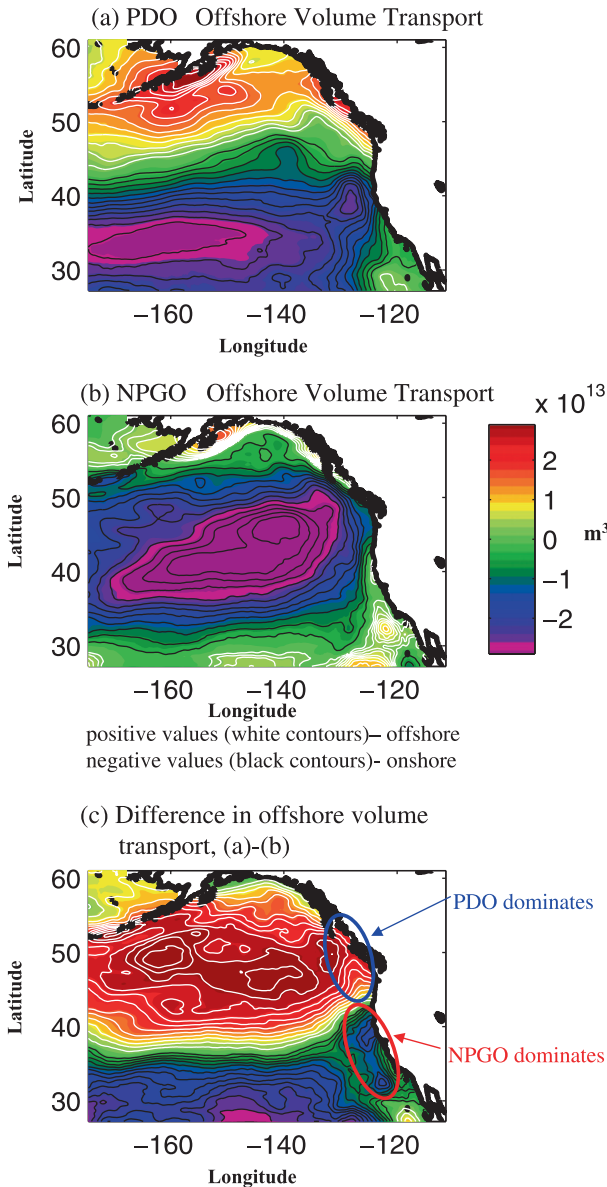 (a) PDO Offshore Volume Transport
60
50
40
30
Latitude
−160 −140 −120
Longitude
(b) NPGO Offshore Volume Transport
60
50
40
30
Latitude
−160 −140 −120
Longitude
x 10^13
2
1
0
−1
−2
m³
positive values (white contours)– offshore
negative values (black contours)- onshore
(c) Difference in offshore volume
transport, (a)-(b)
60
50
40
30
Latitude
−160 −140 −120
Longitude
PDO dominates
NPGO dominates